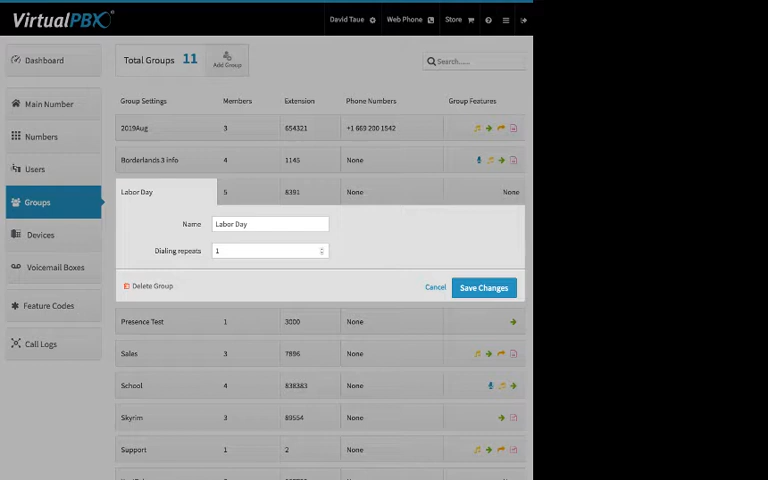 VirtualPBX®
David Taue
Web Phone
Store
Dashboard
Main Number
Numbers
Users
Groups
Devices
Voicemail Boxes
Feature Codes
Call Logs
Total Groups 11
Add Group
Search.....
Group Settings Members Extension Phone Numbers Group Features
2019Aug 3 654321 +1 669 200 1542
Borderlands 3 info 4 1145 None
Labor Day 5 6391 None None
Name Labor Day
Dialing repeats 1
Delete Group Cancel Save Changes
Presence Test 1 3000 None
Sales 3 7896 None
School 4 838383 None
Skyrim 3 89554 None
Support 1 2 None